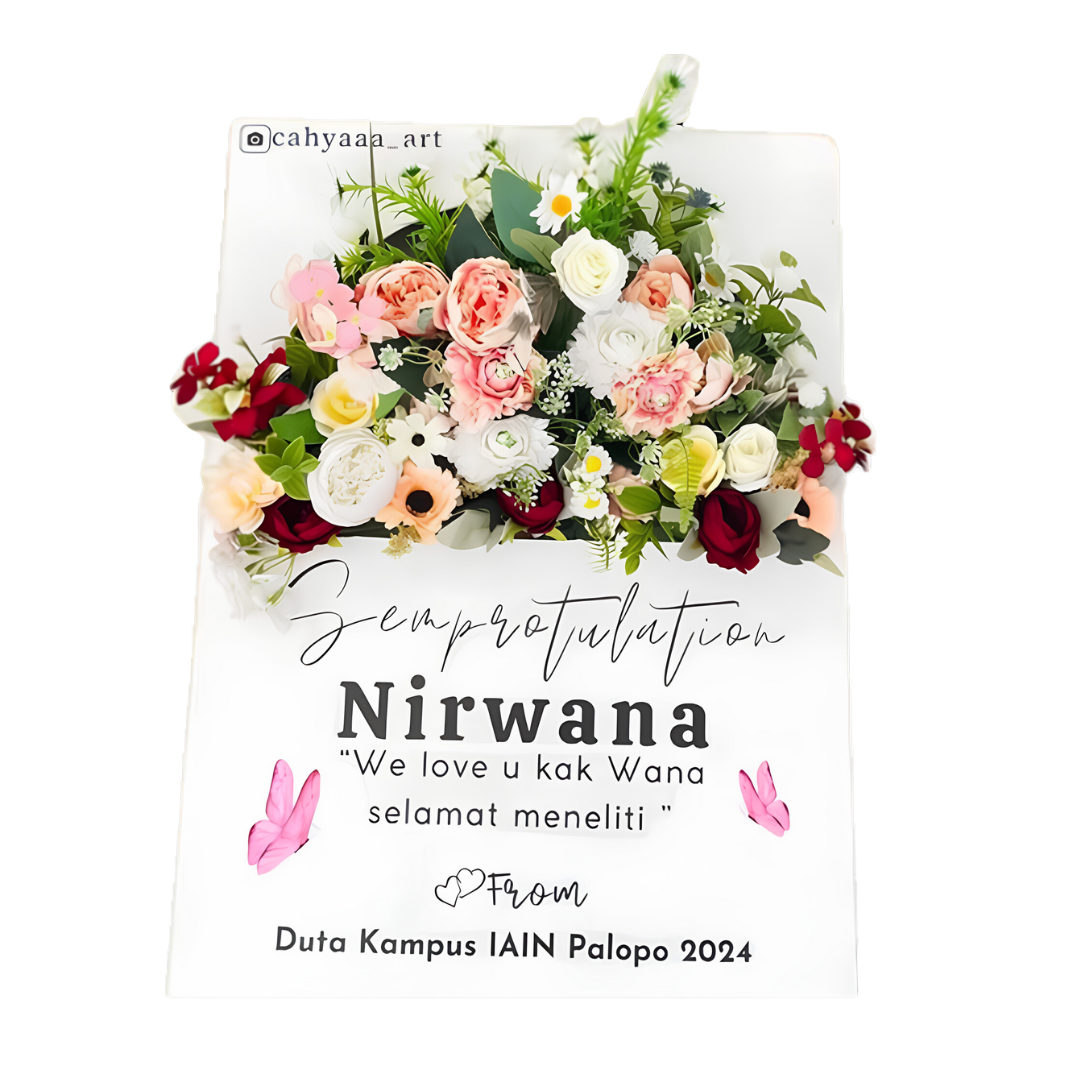 cahyaaa_art
Semprotulation
Nirwana
“We love u kak Wana
selamat meneliti ”
From
Duta Kampus IAIN Palopo 2024